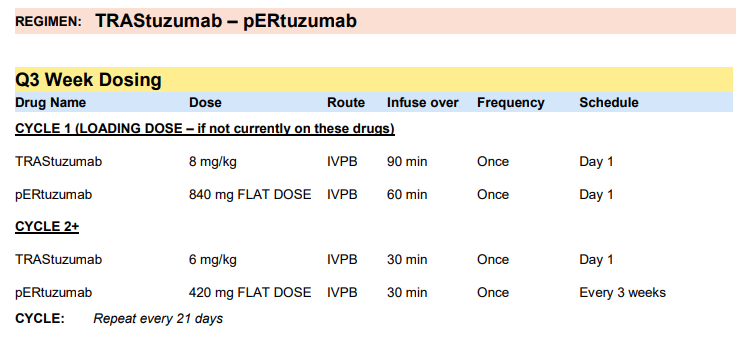 REGIMEN: TRAStuzumab – pERtuzumab
Q3 Week Dosing
Drug Name Dose Route Infuse over Frequency Schedule
CYCLE 1 (LOADING DOSE – if not currently on these drugs)
TRAStuzumab 8 mg/kg IVPB 90 min Once Day 1
pERtuzumab 840 mg FLAT DOSE IVPB 60 min Once Day 1
CYCLE 2+
TRAStuzumab 6 mg/kg IVPB 30 min Once Day 1
pERtuzumab 420 mg FLAT DOSE IVPB 30 min Once Every 3 weeks
CYCLE: Repeat every 21 days